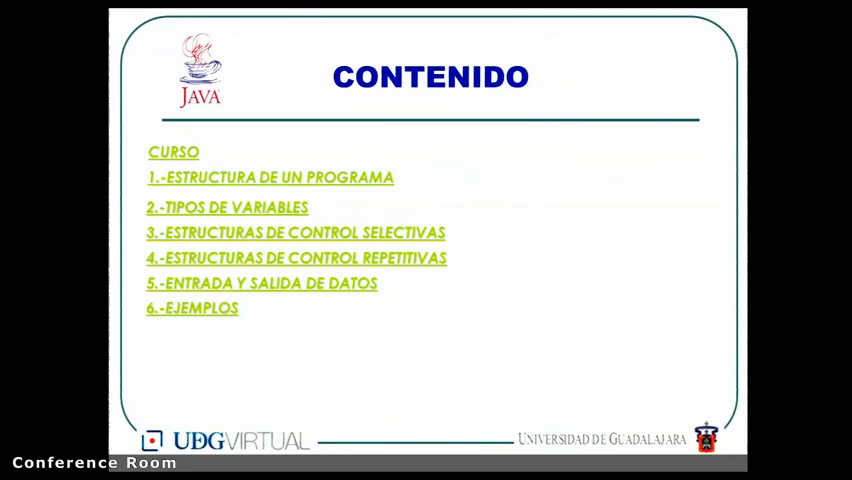 JAVA
CONTENIDO
CURSO
1.-ESTRUCTURA DE UN PROGRAMA
2.-TIPOS DE VARIABLES
3.-ESTRUCTURAS DE CONTROL SELECTIVAS
4.-ESTRUCTURAS DE CONTROL REPETITIVAS
5.-ENTRADA Y SALIDA DE DATOS
6.-EJEMPLOS
UDGVIRTUAL
UNIVERSIDAD DE GUADALAJARA
Conference Room